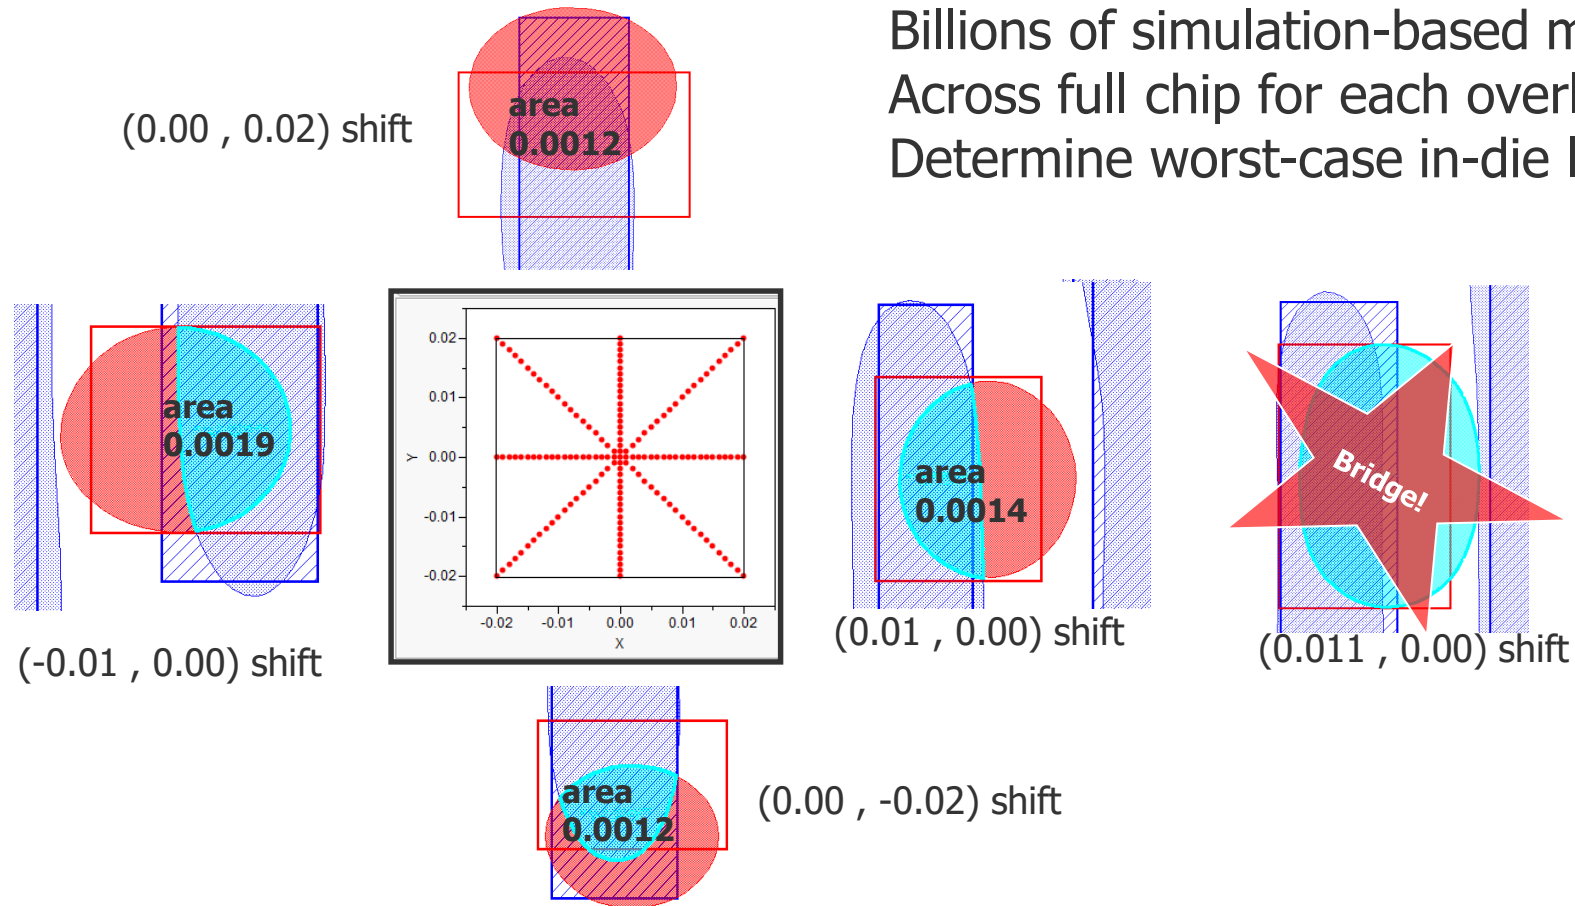 Billions of simulation-based
Across full chip for each
Determine worst-case in-die
(0.00 , 0.02) shift
area
0.0012
area
0.0019
(-0.01 , 0.00) shift
0.02
0.01
0.00
-0.01
-0.02
Y
-0.02 -0.01 0.00 0.01 0.02
X
area
0.0014
(0.01 , 0.00) shift
Bridge!
(0.011 , 0.00) shift
area
0.0012
(0.00 , -0.02) shift